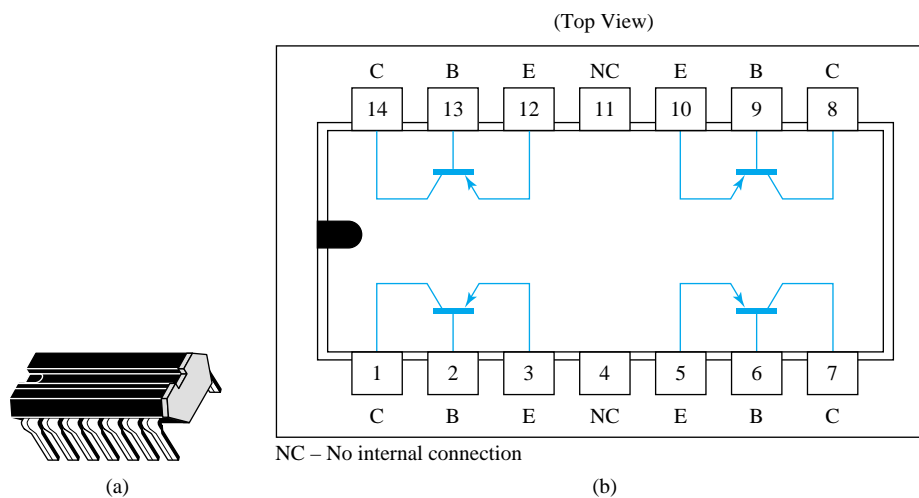 (Top View)
C B E NC E B C
14 13 12 11 10 9 8
1 2 3 4 5 6 7
C B E NC E B C
NC – No internal connection
(a) (b)